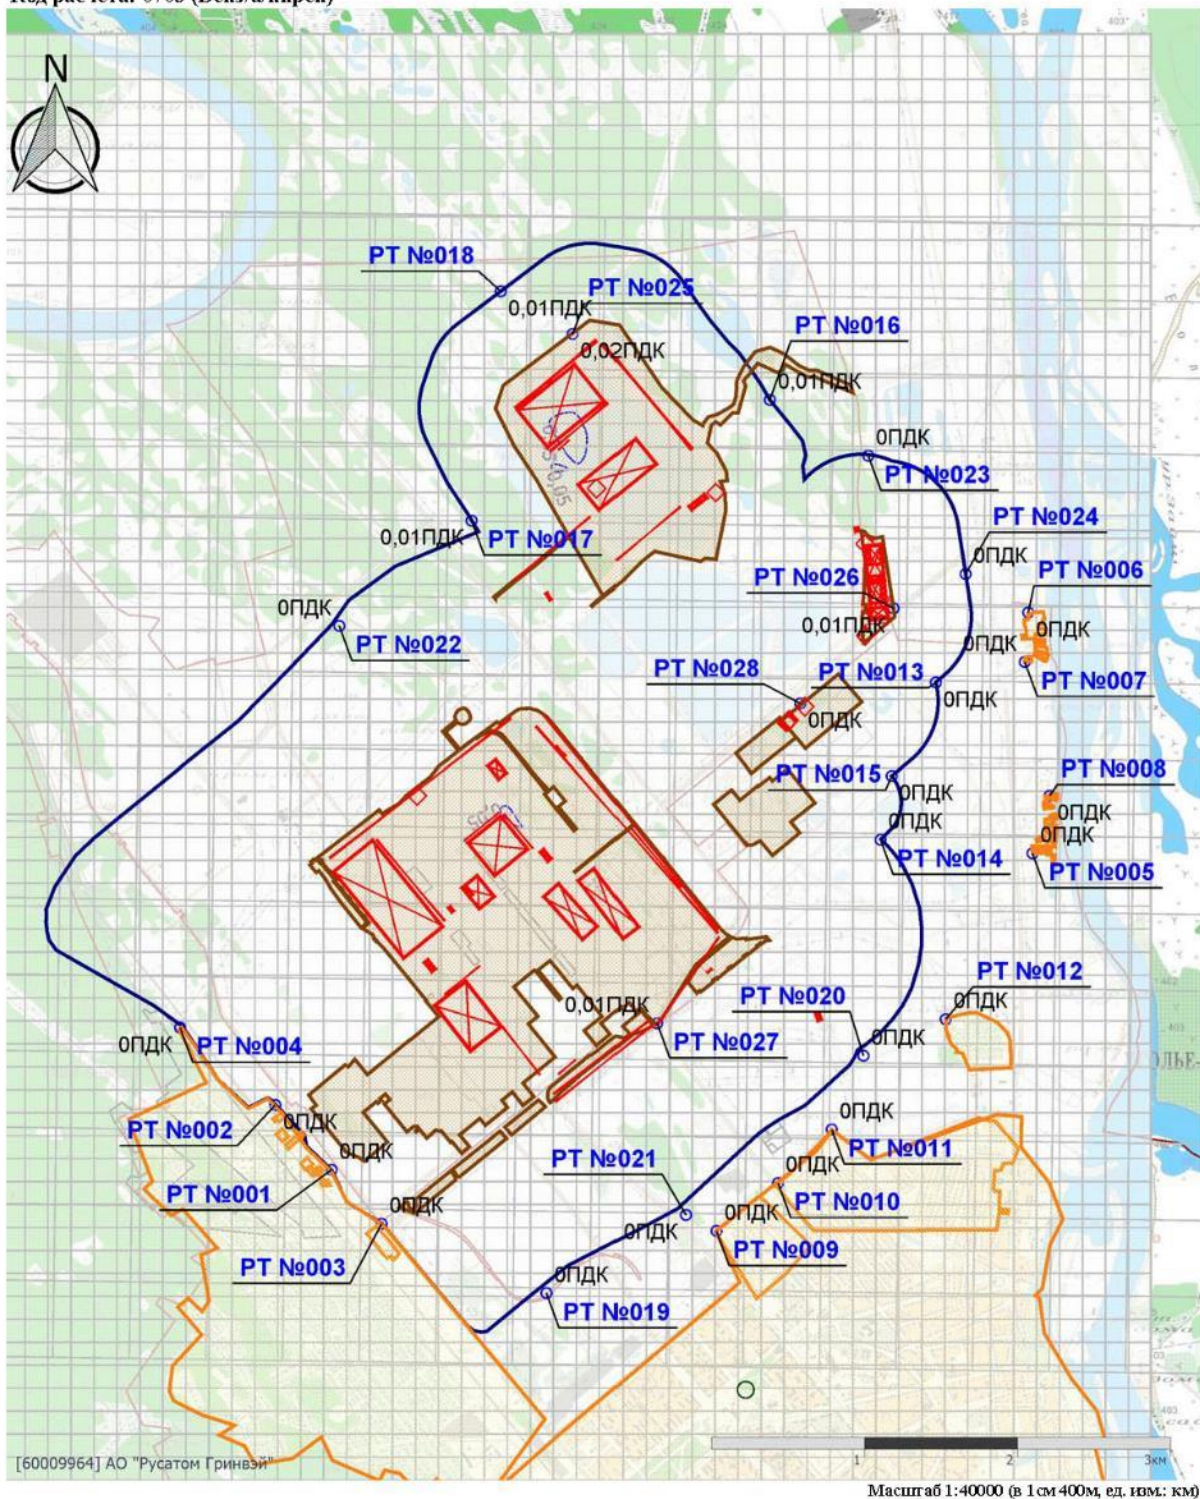 N
РТ №018
0,01ПДК
РТ №025
0,02ПДК
РТ №016
0,01ПДК
0ПДК
РТ №023
0,05
РТ №024
0,01ПДК
РТ №017
0ПДК
РТ №006
РТ №026
0ПДК
0,01ПДК
0ПДК
0ПДК
РТ №022
РТ №028
РТ №013
РТ №007
0ПДК
0ПДК
РТ №015
РТ №008
0ПДК
0ПДК
0ПДК
0ПДК
РТ №014
РТ №005
РТ №012
РТ №020
0,01ПДК
0ПДК
0ПДК
РТ №004
РТ №027
0ПДК
0ПДК
РТ №002
0ПДК
РТ №011
РТ №021
0ПДК
0ПДК
РТ №001
РТ №010
0ПДК
0ПДК
0ПДК
РТ №009
РТ №003
0ПДК
РТ №019
[60009964] АО "Русатом Гринвэй"
1
2
3км
Масштаб 1:40000 (в 1см 400м, ед. изм.: км)